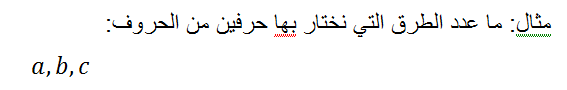 مثال: ما عدد الطرق التي نختار بها حرفين من الحروف:
a, b, c